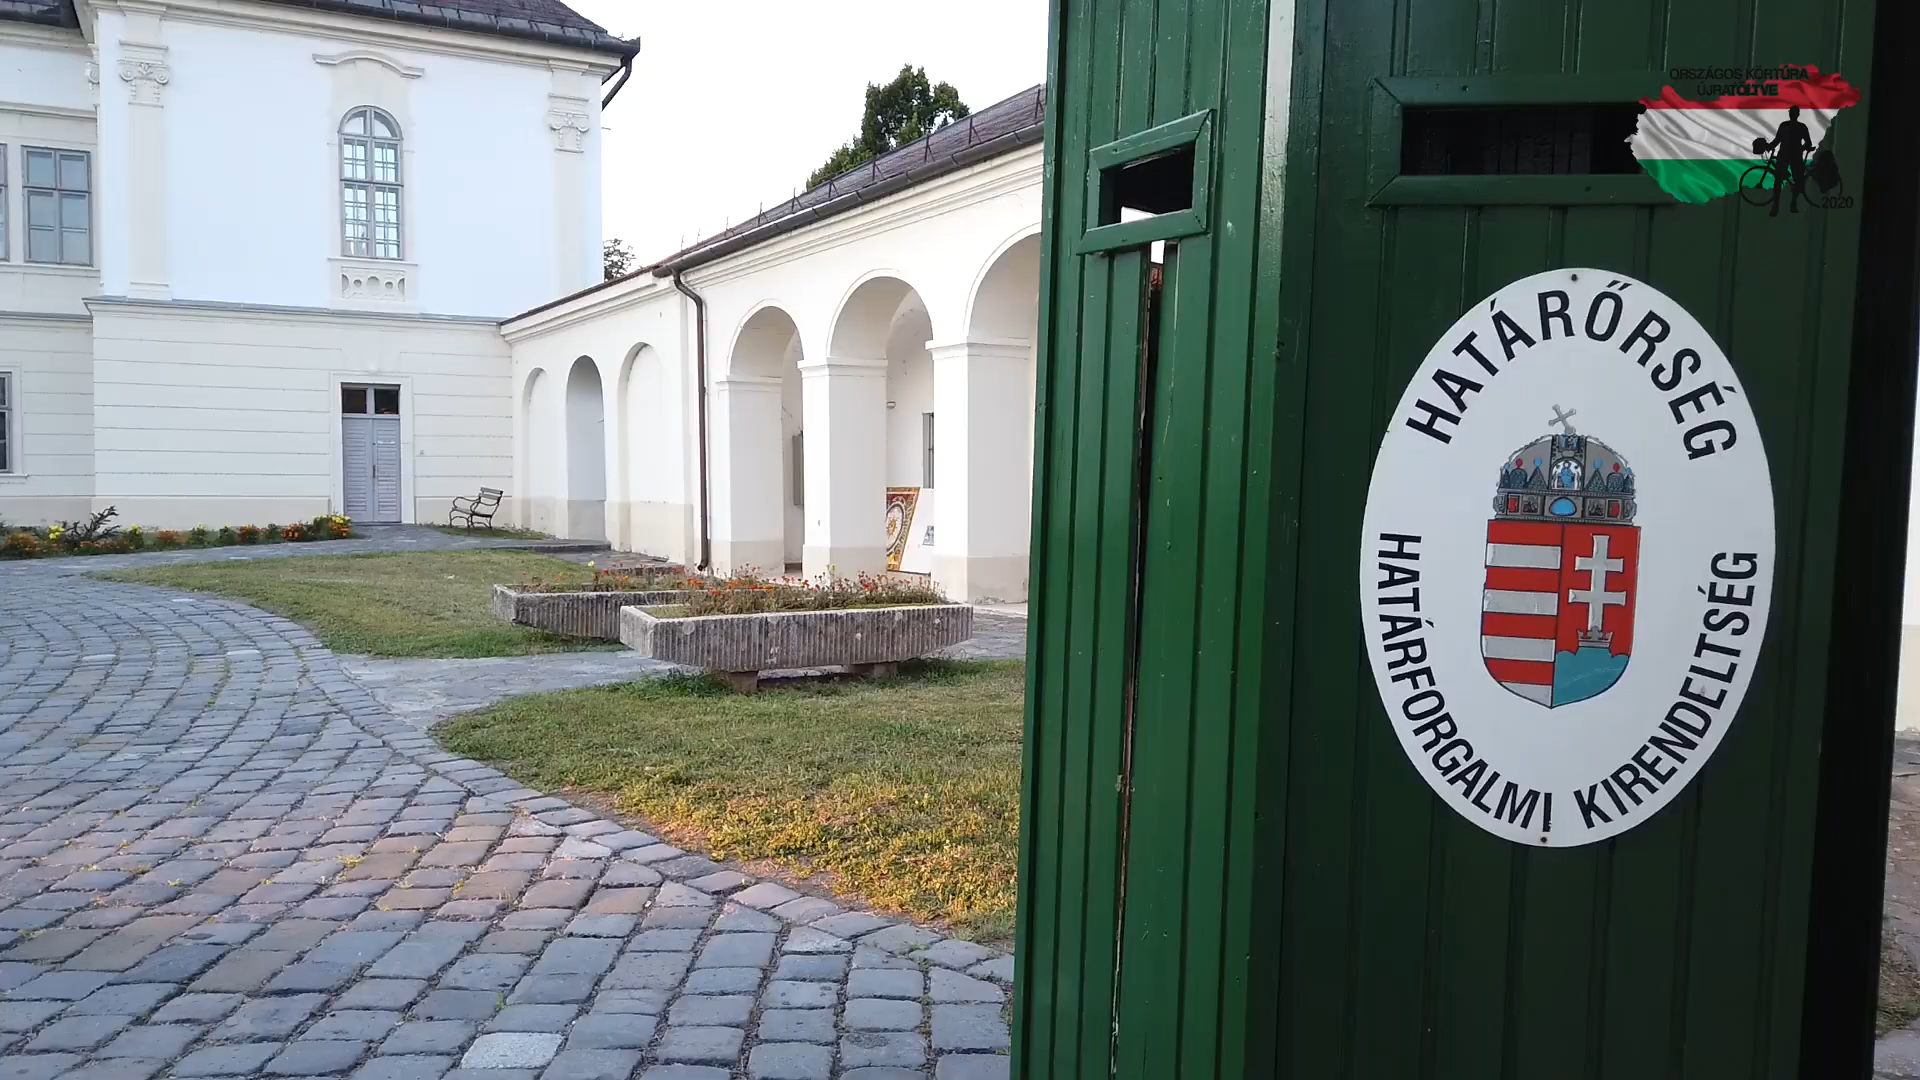 ORSZÁGOS KÖRTÚRA
ÚJRATÖLTVE
2020
HATÁRŐRSÉG
HATÁRFORGALMI KIRENDELTSÉG